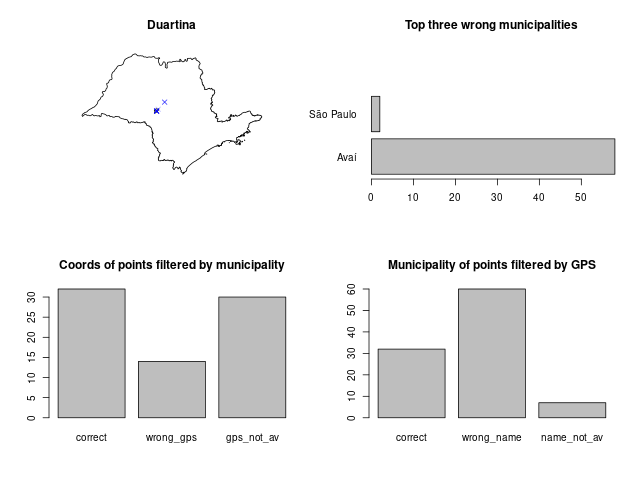 Duartina
Top three wrong municipalities
São Paulo
Avaí
0 10 20 30 40 50
Coords of points filtered by municipality
0 5 10 15 20 25 30
correct wrong_gps gps_not_av
Municipality of points filtered by GPS
0 10 20 30 40 50 60
correct wrong_name name_not_av